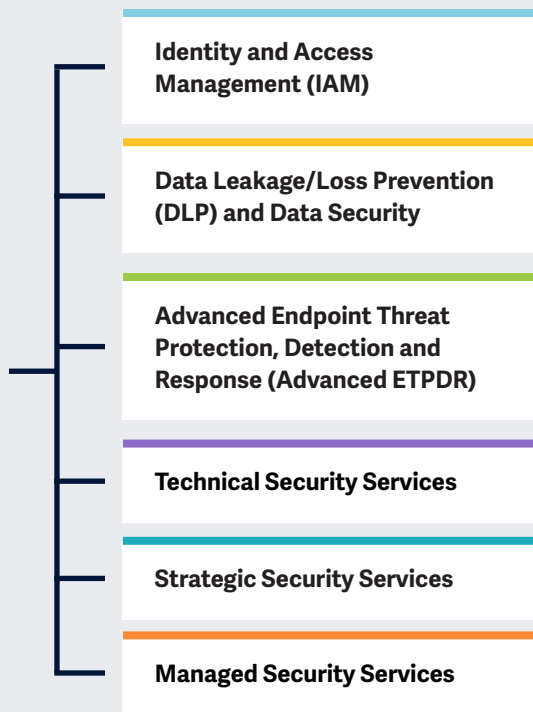 Identity and Access
Management (IAM)
Data Leakage/Loss Prevention
(DLP) and Data Security
Advanced Endpoint Threat
Protection, Detection and
Response (Advanced ETPDR)
Technical Security Services
Strategic Security Services
Managed Security Services